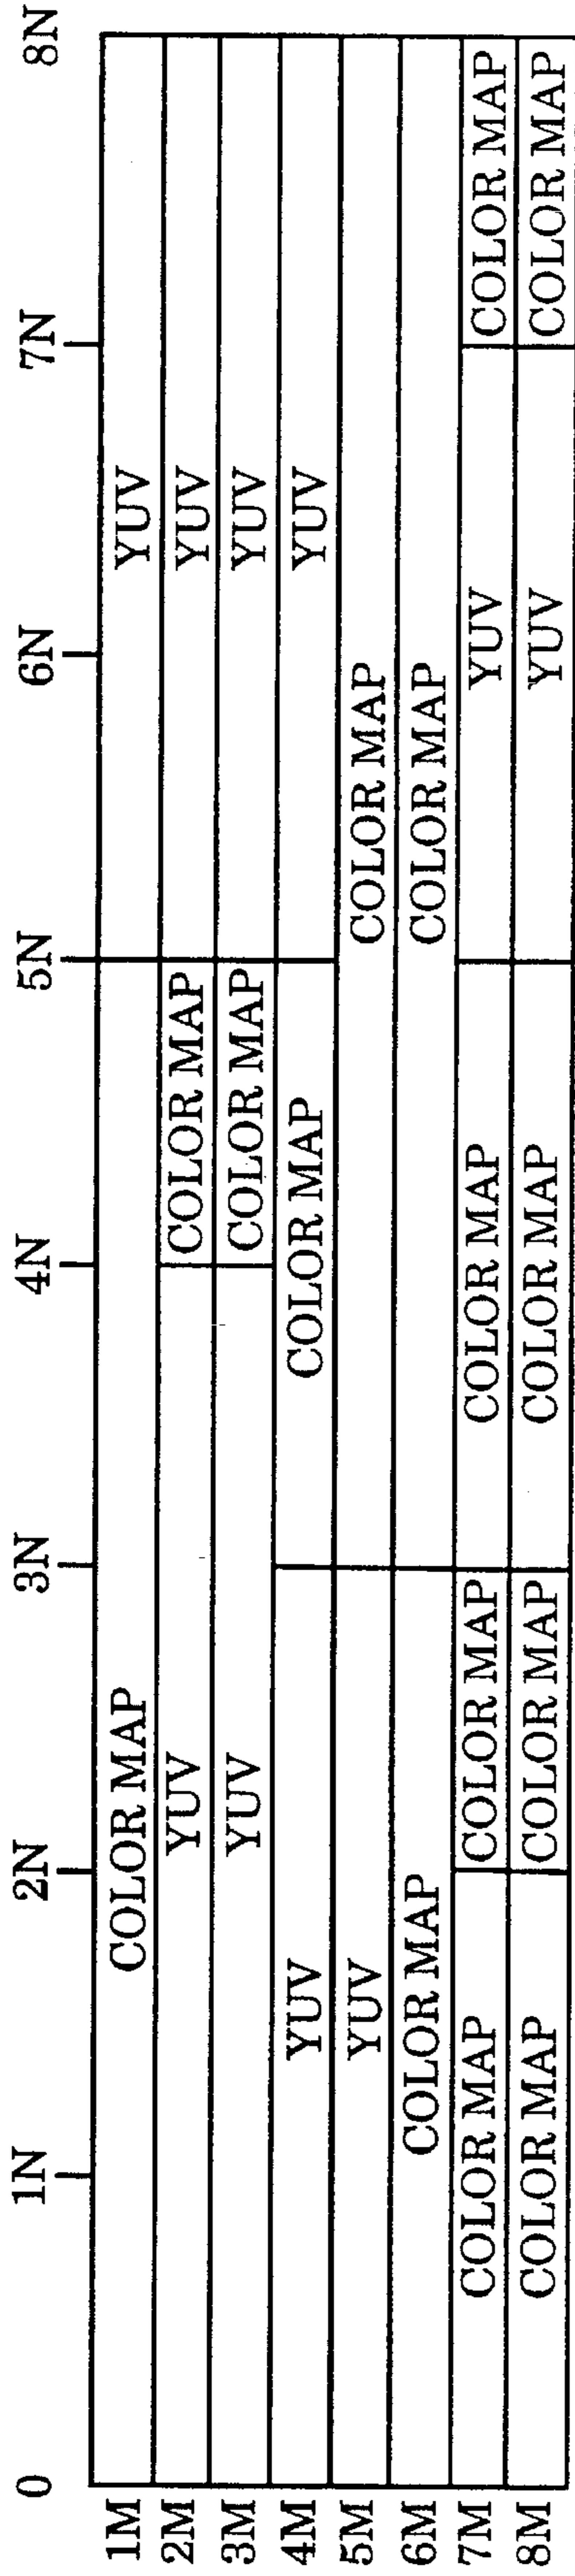 0 1N 2N 3N 4N 5N 6N 7N 8N
1M COLOR MAP YUV
2M YUV COLOR MAP YUV
3M YUV COLOR MAP YUV
4M YUV COLOR MAP YUV
5M YUV COLOR MAP
6M COLOR MAP COLOR MAP
7M COLOR MAP COLOR MAP COLOR MAP YUV COLOR MAP
8M COLOR MAP COLOR MAP COLOR MAP YUV COLOR MAP